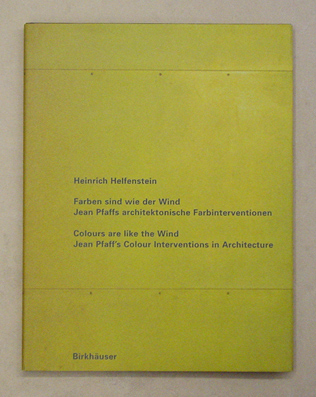 Heinrich Helfenstein
Farben sind wie der Wind
Jean Pfaffs architektonische Farbinterventionen
Colours are like the Wind
Jean Pfaff's Colour Interventions in Architecture
Birkhäuser